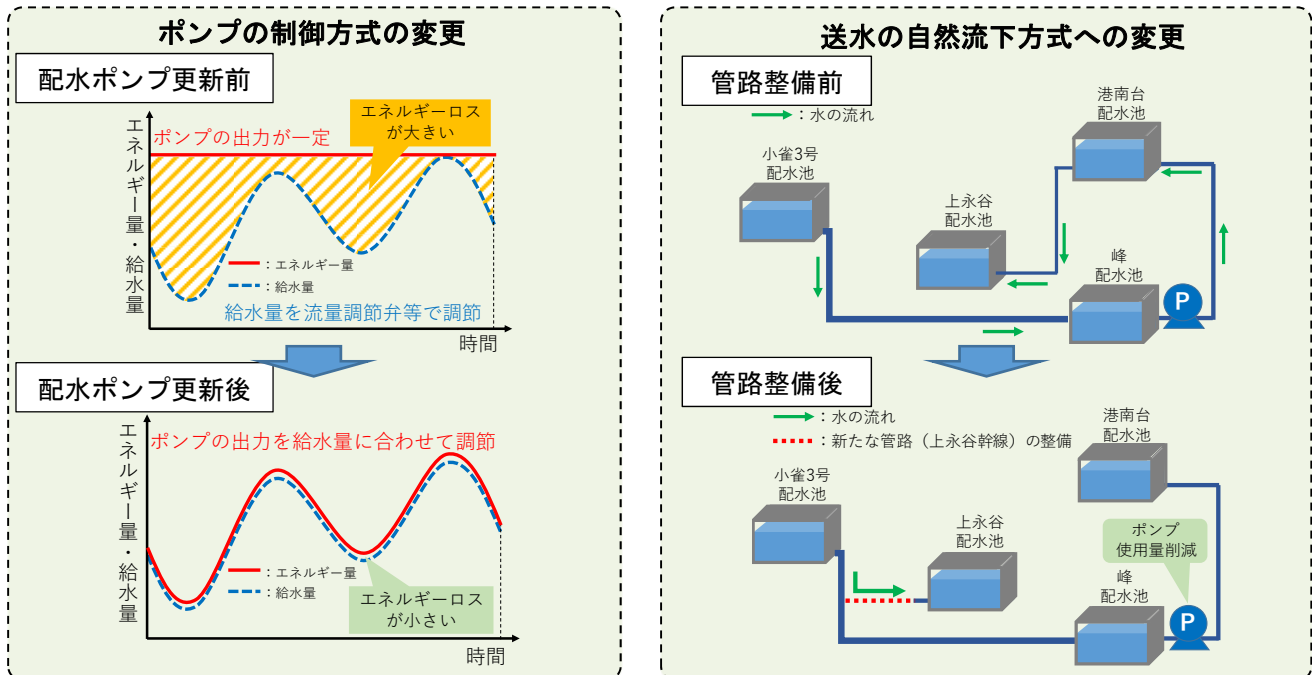 ポンプの制御方式の変更
配水ポンプ更新前
エネルギー量・給水量
ポンプの出力が一定
エネルギーロス
が大きい
：エネルギー量
：給水量
給水量を流量調節弁等で調節
時間
配水ポンプ更新後
エネルギー量・給水量
ポンプの出力を給水量に合わせて調節
：エネルギー量
：給水量
エネルギーロス
が小さい
時間
送水の自然流下方式への変更
管路整備前
：水の流れ
港南台
配水池
小雀3号
配水池
上永谷
配水池
峰
配水池
P
管路整備後
：水の流れ
：新たな管路（上永谷幹線）の整備
港南台
配水池
小雀3号
配水池
上永谷
配水池
ポンプ
使用量削減
峰
配水池
P